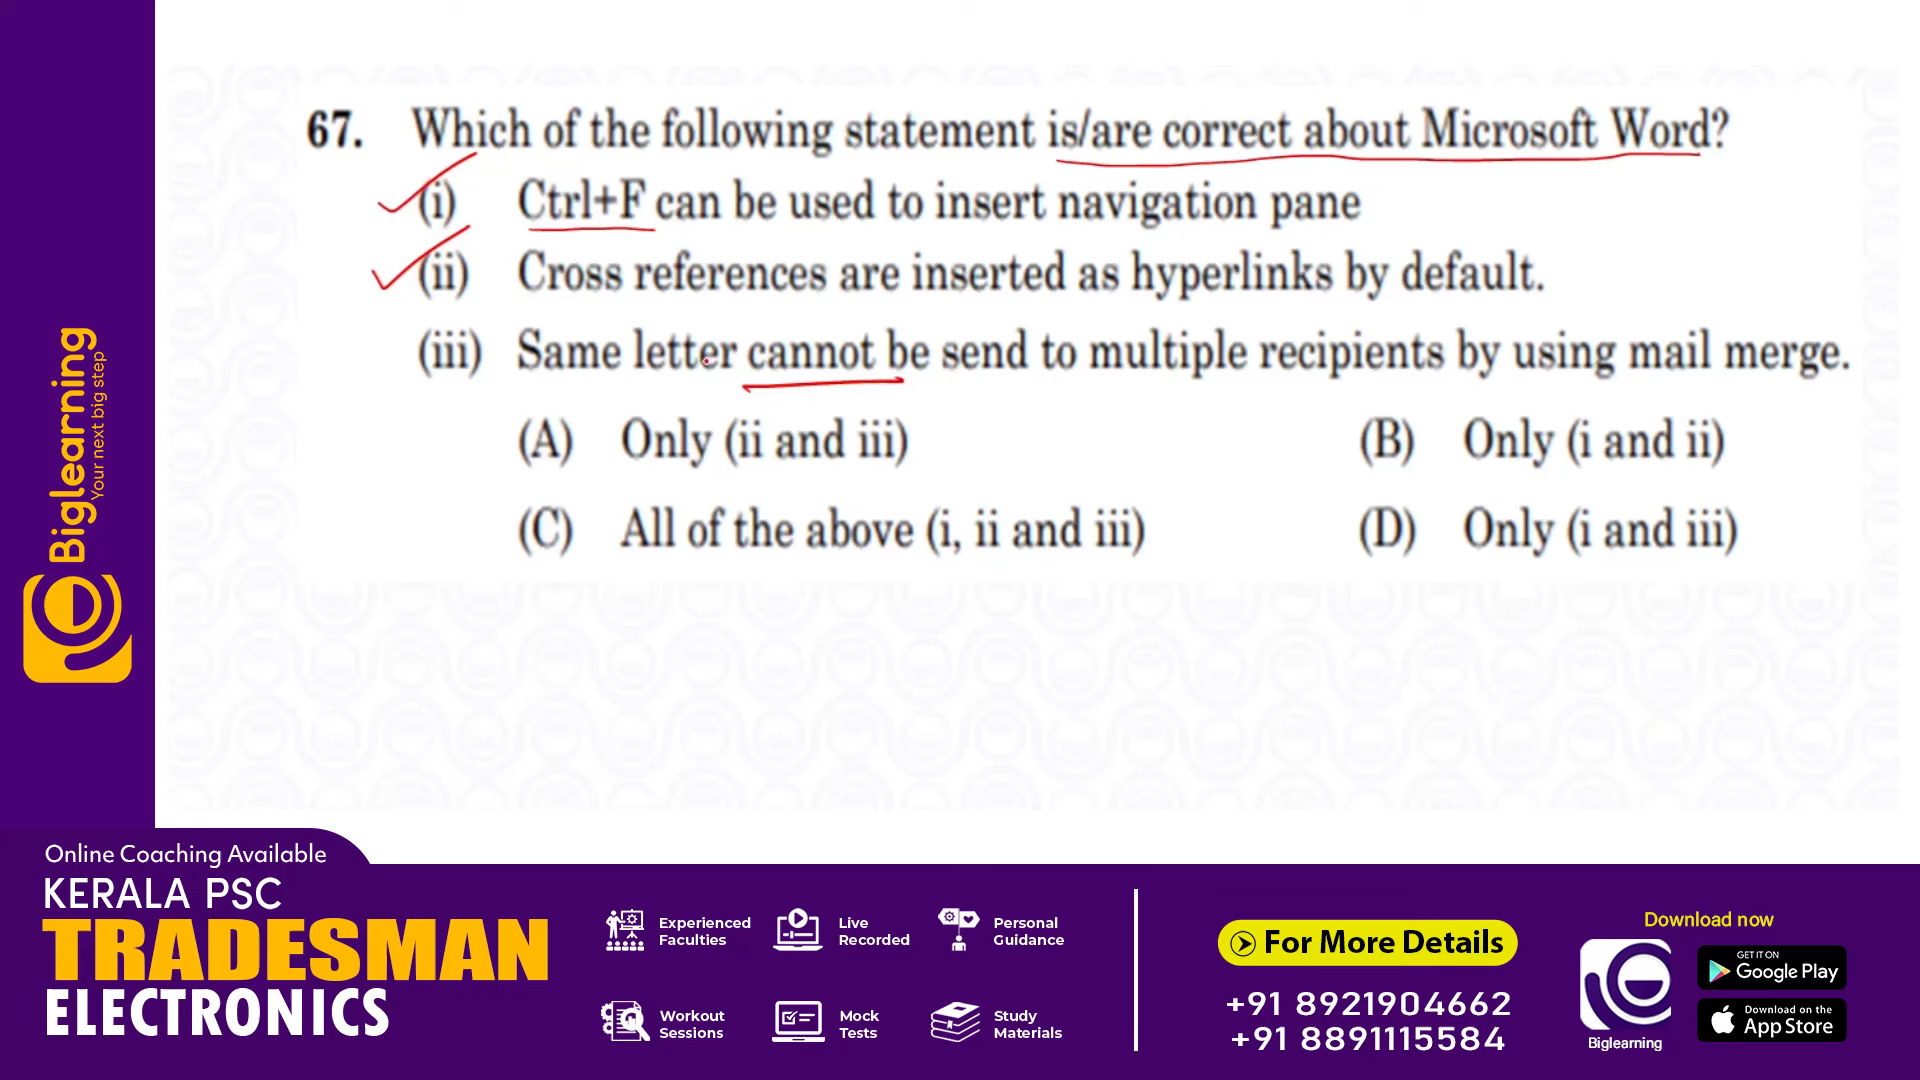 67. Which of the following statement is/are correct about Microsoft Word?
(i) Ctrl+F can be used to insert navigation pane
(ii) Cross references are inserted as hyperlinks by default.
(iii) Same letter cannot be send to multiple recipients by using mail merge.
(A) Only (ii and iii) (B) Only (i and ii)
(C) All of the above (i, ii and iii) (D) Only (i and iii)
Biglearning
Your next big step
Online Coaching Available
KERALA PSC
TRADESMAN
ELECTRONICS
Experienced
Faculties
Live
Recorded
Personal
Guidance
Workout
Sessions
Mock
Tests
Study
Materials
For More Details
+91 8921904662
+91 8891115584
Download now
GET IT ON
Google Play
Download on the
App Store
Biglearning